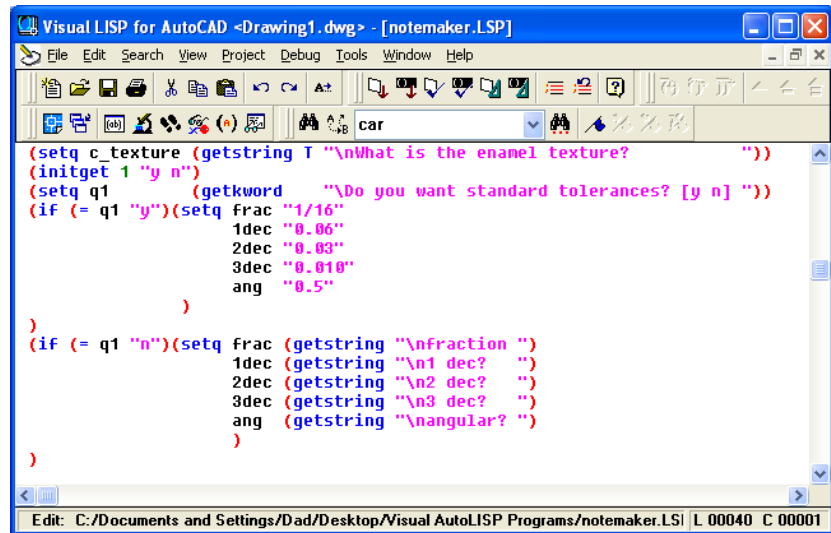 Visual LISP for AutoCAD <Drawing1.dwg> - [notemaker.LSP]
File Edit Search View Project Debug Tools Window Help
car
(setq c_texture (getstring T "\nWhat is the enamel texture? "))
(initget 1 "y n")
(setq q1 (getkword "\Do you want standard tolerances? [y n] "))
(if (= q1 "y")(setq frac "1/16"
1dec "0.06"
2dec "0.03"
3dec "0.010"
ang "0.5"
)
)
(if (= q1 "n")(setq frac (getstring "\nfraction ")
1dec (getstring "\n1 dec? ")
2dec (getstring "\n2 dec? ")
3dec (getstring "\n3 dec? ")
ang (getstring "\nangular? ")
)
)
Edit: C:/Documents and Settings/Dad/Desktop/Visual AutoLISP Programs/notemaker.LSI L 00040 C 00001